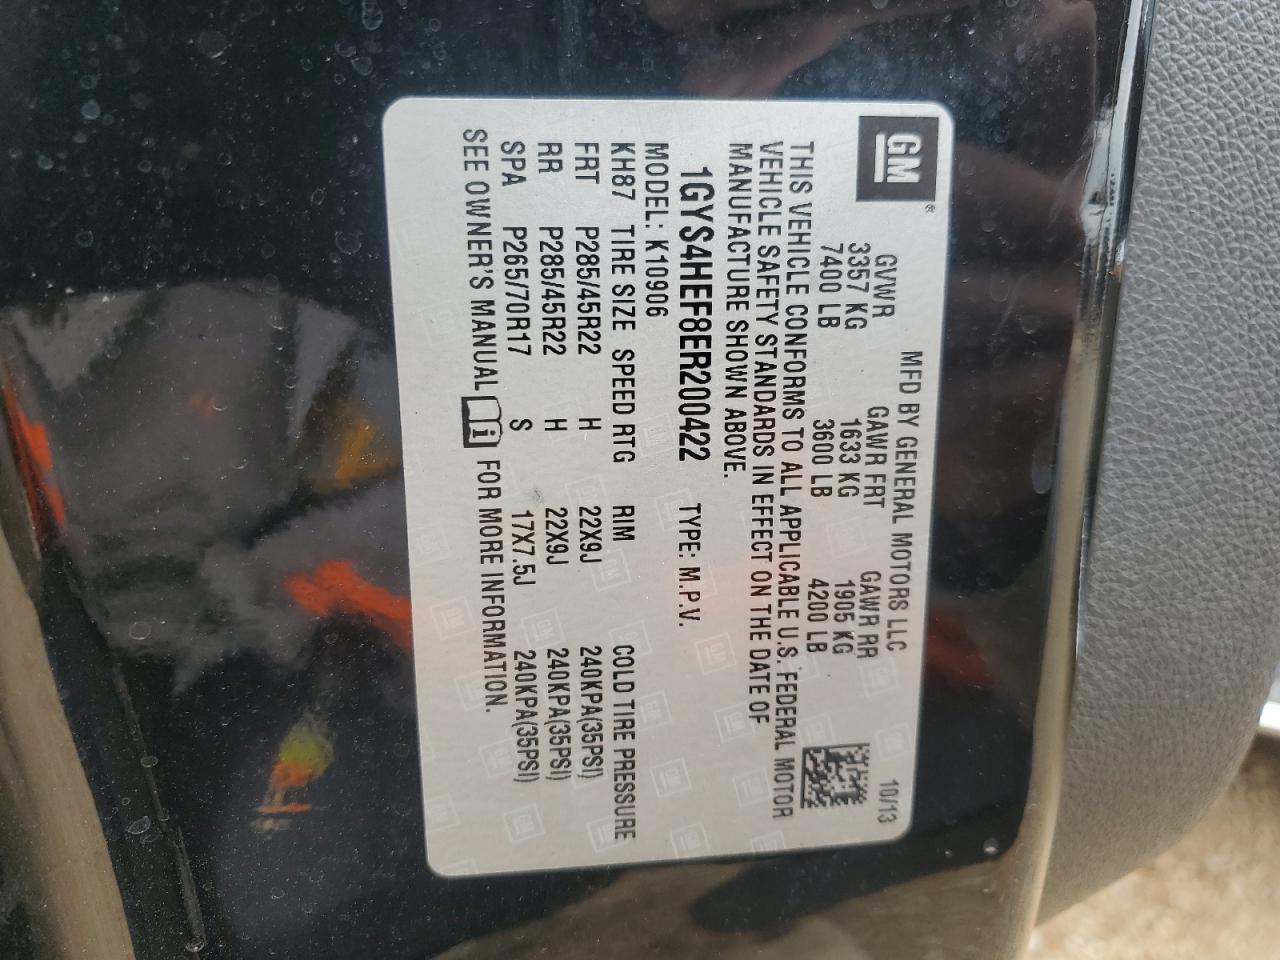 GM®
MFD BY GENERAL MOTORS LLC 10/13
GVWR GAWR FRT GAWR RR
3357 KG 1633 KG 1905 KG
7400 LB 3600 LB 4200 LB
THIS VEHICLE CONFORMS TO ALL APPLICABLE U.S. FEDERAL MOTOR
VEHICLE SAFETY STANDARDS IN EFFECT ON THE DATE OF
MANUFACTURE SHOWN ABOVE.
1GYS4HEF8ER200422 TYPE: M.P.V.
MODEL: K10906
KH87 TIRE SIZE SPEED RTG RIM COLD TIRE PRESSURE
FRT P285/45R22 H 22X9J 240KPA(35PSI)
RR P285/45R22 H 22X9J 240KPA(35PSI)
SPA P265/70R17 S 17X7.5J 240KPA(35PSI)
SEE OWNER'S MANUAL i FOR MORE INFORMATION.